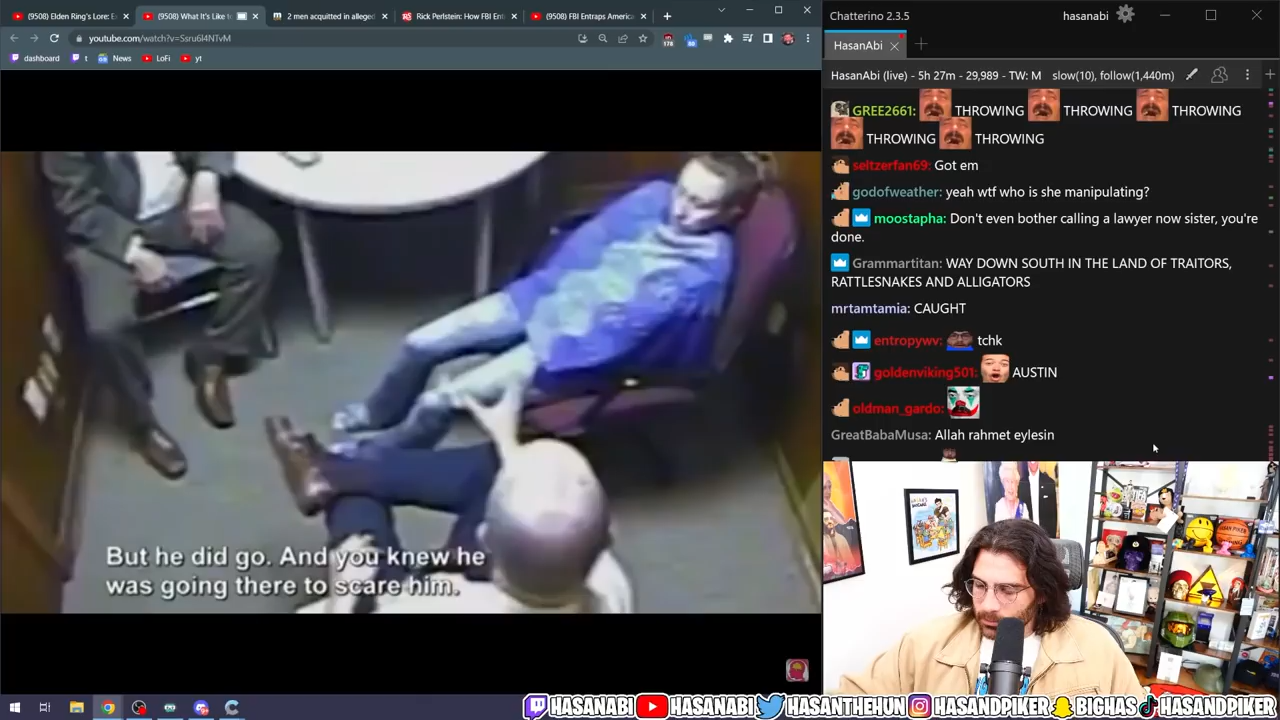 (9508) Elden Ring's Lore: Es
(9508) What It's Like to
2 men acquitted in alleged
Rick Perlstein: How FBI Ent
(9508) FBI Entraps America
youtube.com/watch?v=Ssru6l4NTvM
dashboard
t
News
LoFi
yt
But he did go. And you knew he
was going there to scare him.
Chatterino 2.3.5
hasanabi
HasanAbi
HasanAbi (live) - 5h 27m - 29,989 - TW: M
slow(10), follow(1,440m)
GREE2661: THROWING THROWING THROWING
THROWING THROWING
seltzerfan69: Got em
godofweather: yeah wtf who is she manipulating?
moostapha: Don't even bother calling a lawyer now sister, you're
done.
Grammartitan: WAY DOWN SOUTH IN THE LAND OF TRAITORS,
RATTLESNAKES AND ALLIGATORS
mrtamtamia: CAUGHT
entropywv: tchk
goldenviking501: AUSTIN
oldman_gardo:
GreatBabaMusa: Allah rahmet eylesin
HASANABI HASANABI HASANTHEHUN HASANDPIKER BIGHAS HASANDPIKER